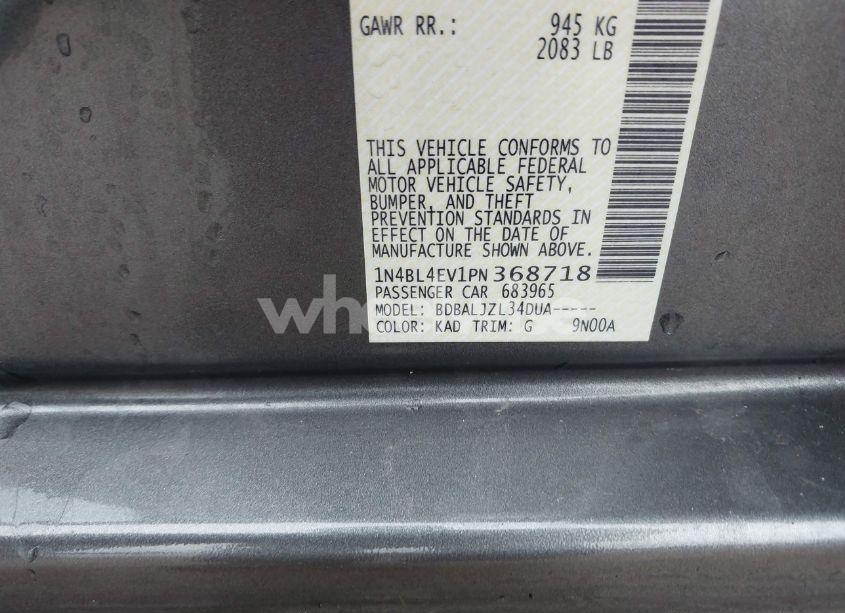 GAWR RR.: 945 KG
2083 LB
THIS VEHICLE CONFORMS TO
ALL APPLICABLE FEDERAL
MOTOR VEHICLE SAFETY,
BUMPER, AND THEFT
PREVENTION STANDARDS IN
EFFECT ON THE DATE OF
MANUFACTURE SHOWN ABOVE.
1N4BL4EV1PN368718
PASSENGER CAR 683965
MODEL: BDBALJZL34DUA-----
COLOR: KAD TRIM: G 9N00A